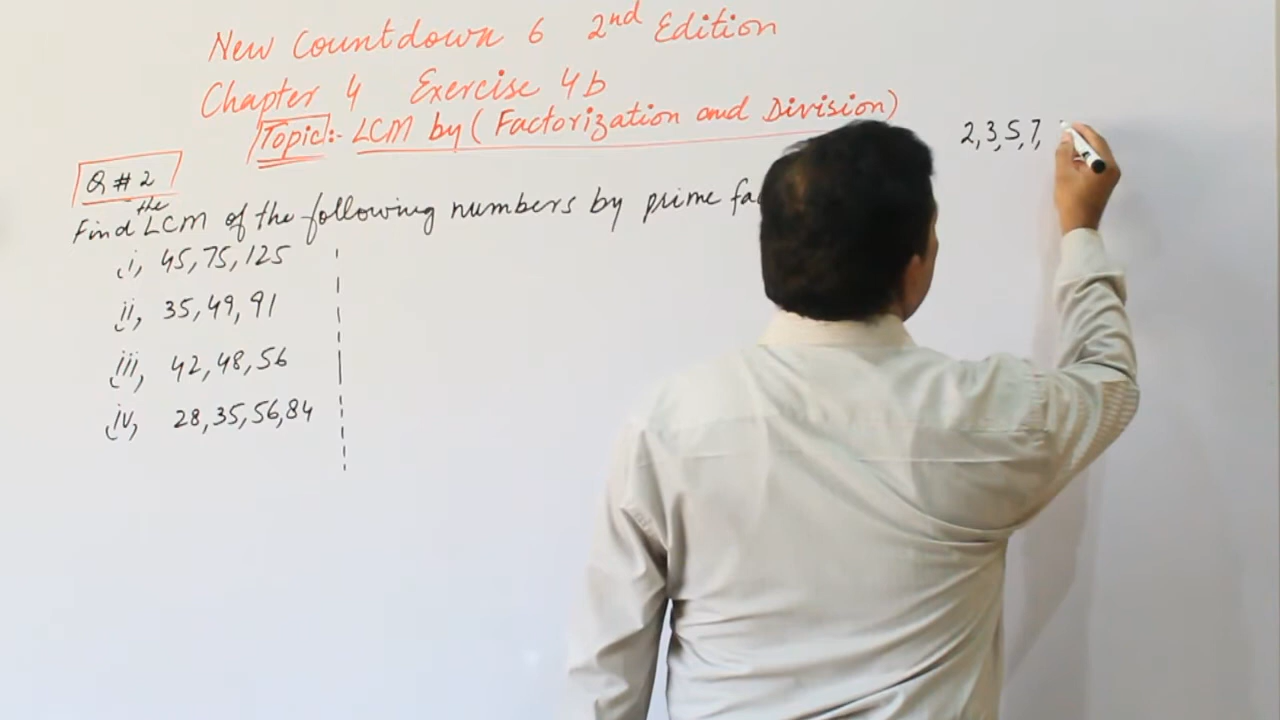 New Countdown 6 2nd Edition
Chapter 4 Exercise 4b
Topic:- LCM by (Factorization and Division)
2,3,5,7,
Q # 2
Find the LCM of the following numbers by prime
i, 45,75,125
ii, 35,49,91
iii, 42,48,56
iv, 28,35,56,84